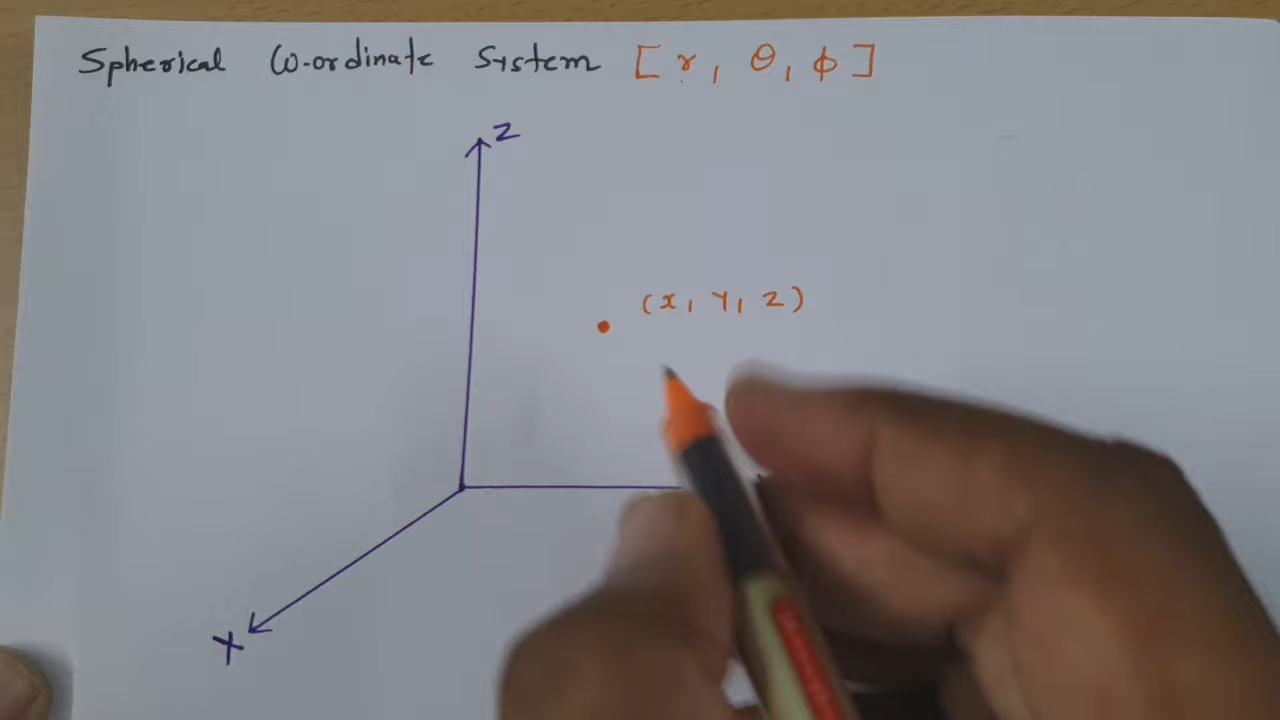 Spherical Co-ordinate System [r, θ, ϕ]
Z
(x, y, z)
X